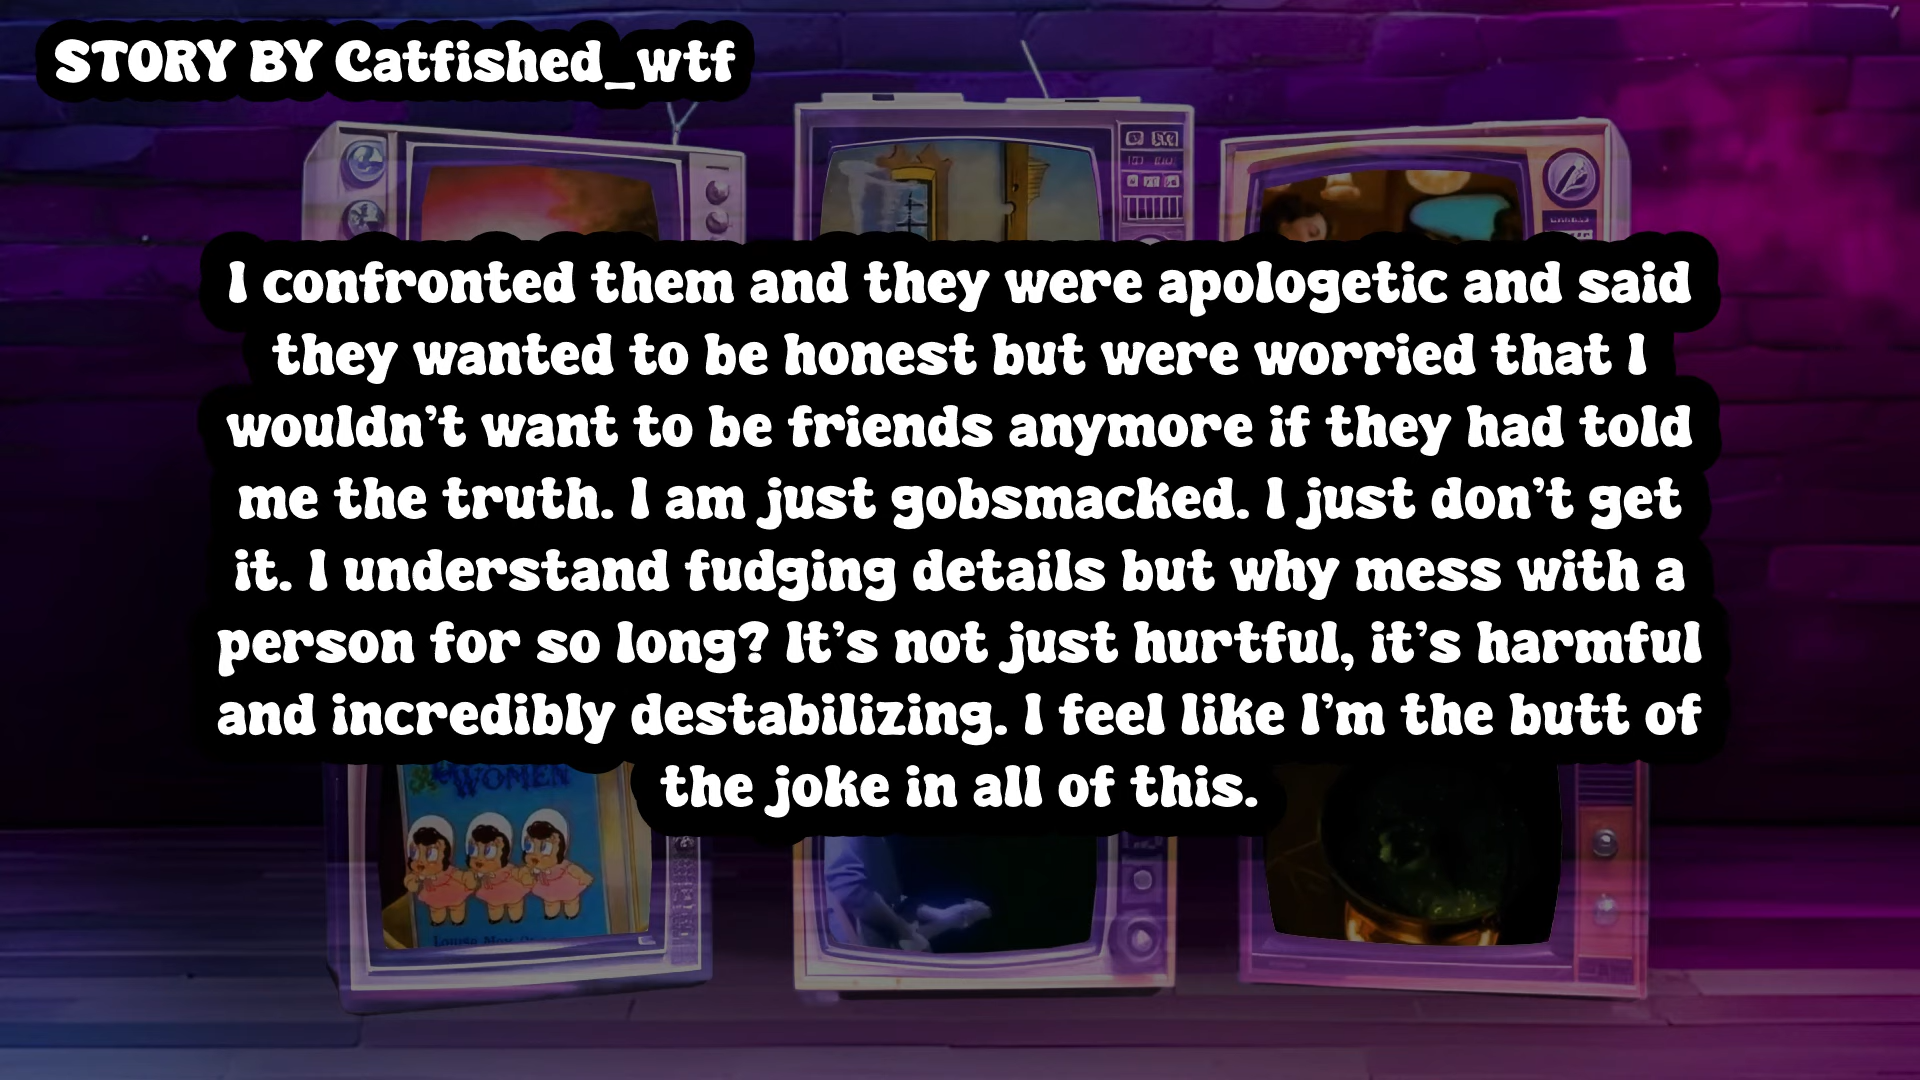 STORY BY Catfished_wtf
I confronted them and they were apologetic and said
they wanted to be honest but were worried that I
wouldn’t want to be friends anymore if they had told
me the truth. I am just gobsmacked. I just don’t get
it. I understand fudging details but why mess with a
person for so long? It’s not just hurtful, it’s harmful
and incredibly destabilizing. I feel like I’m the butt of
the joke in all of this.
WOMEN